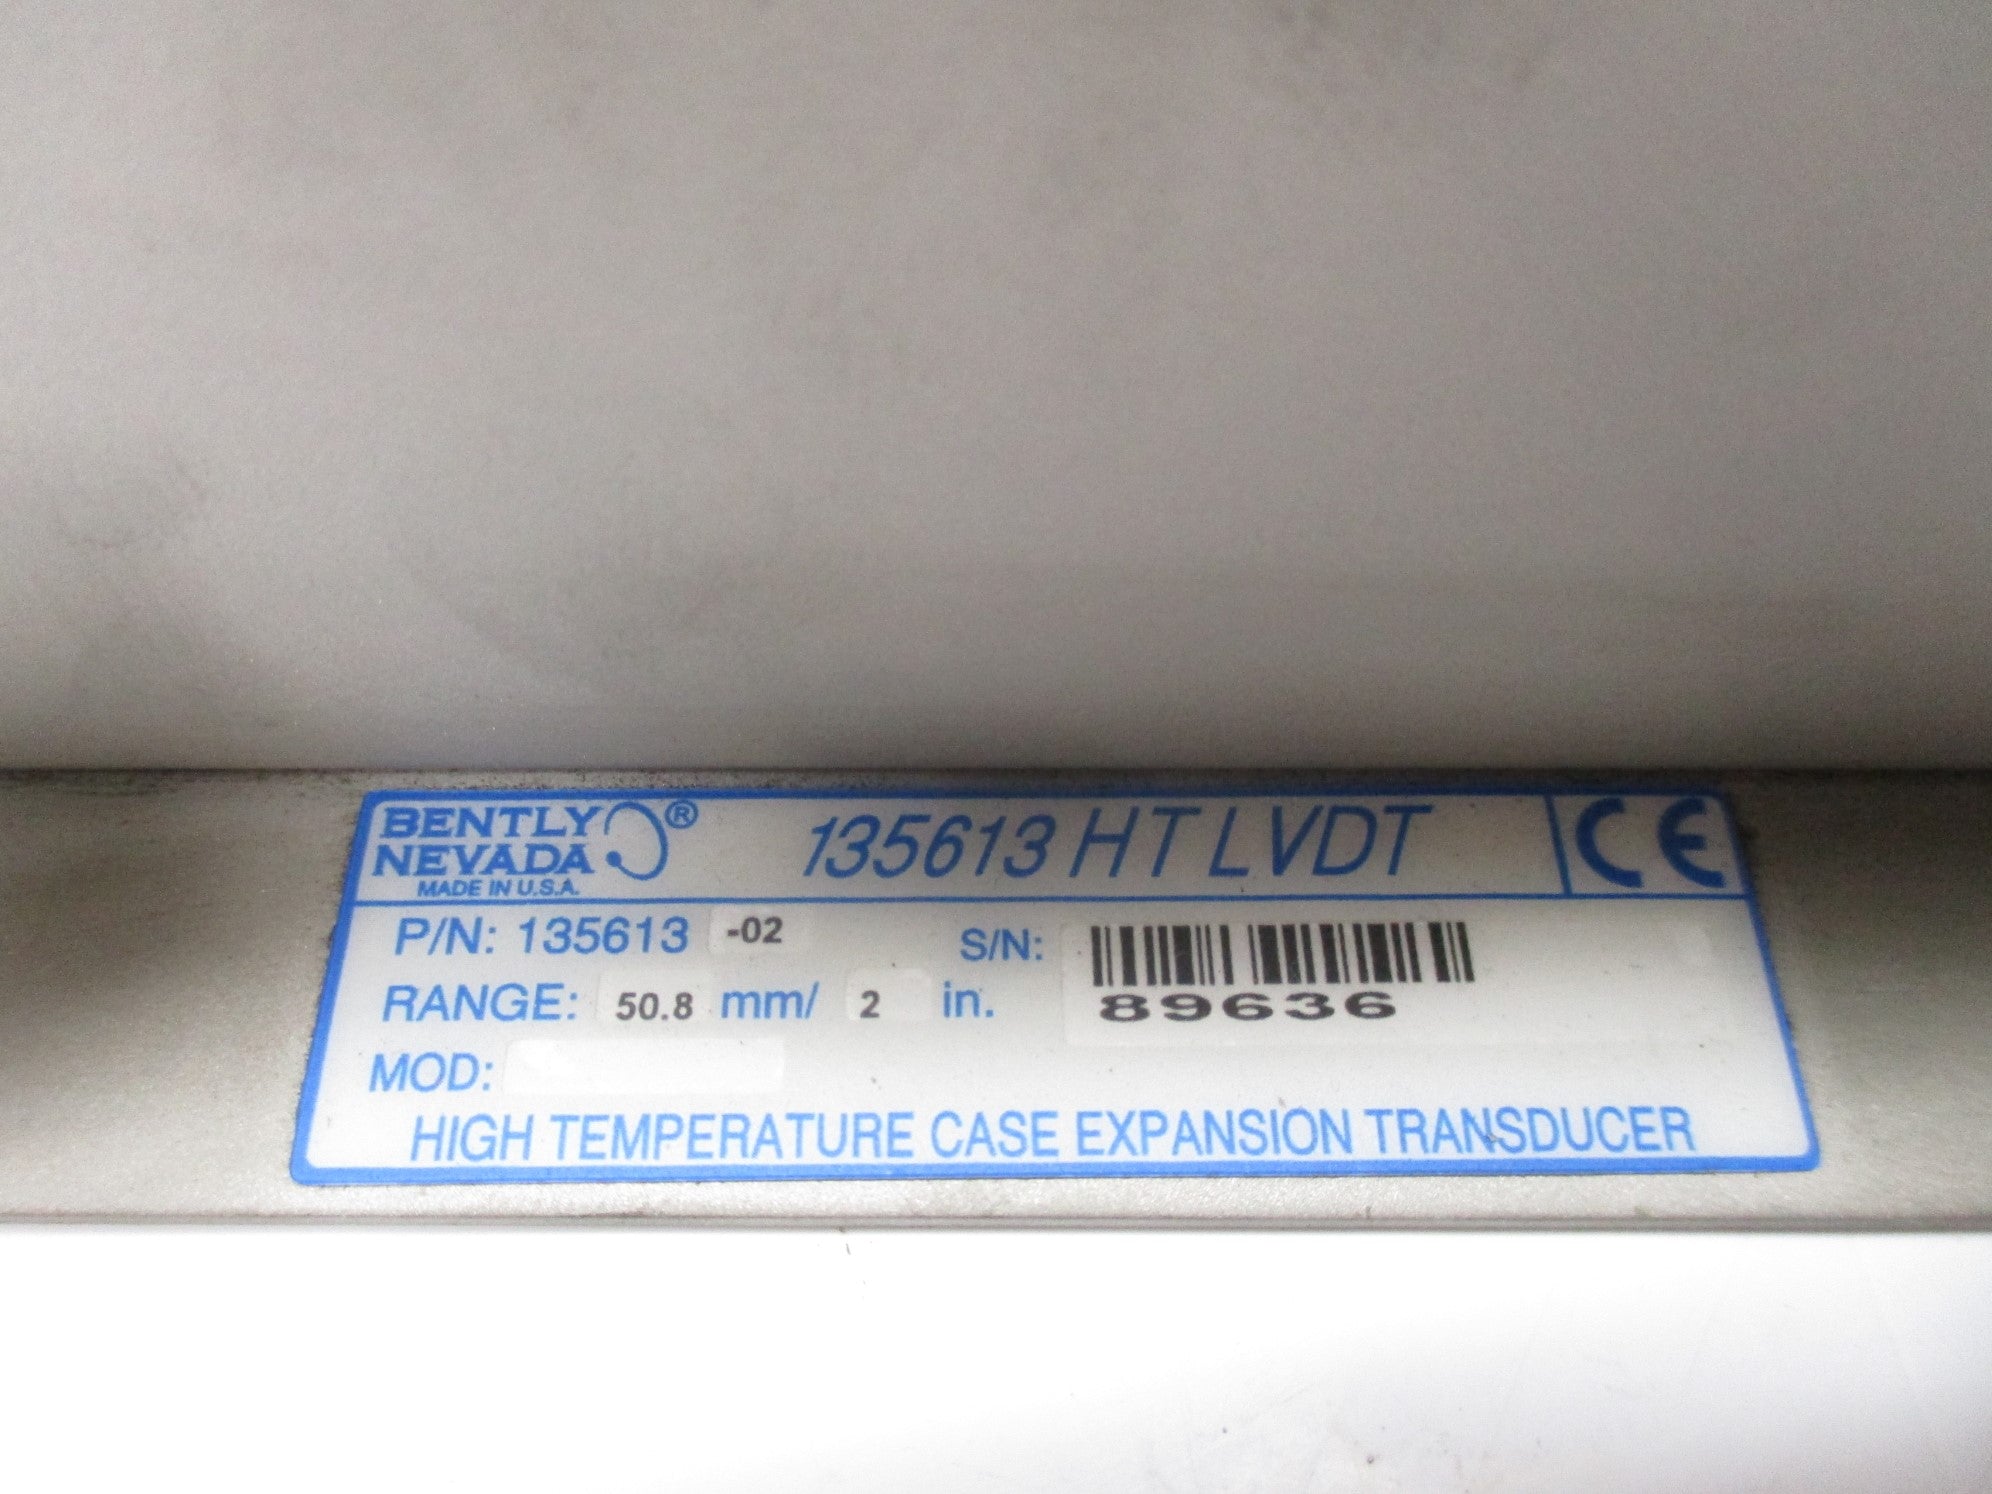 BENTLY ® 135613 HT LVDT CE
NEVADA
MADE IN U.S.A.
P/N: 135613 -02 S/N:
RANGE: 50.8 mm/ 2 in. 89636
MOD:
HIGH TEMPERATURE CASE EXPANSION TRANSDUCER